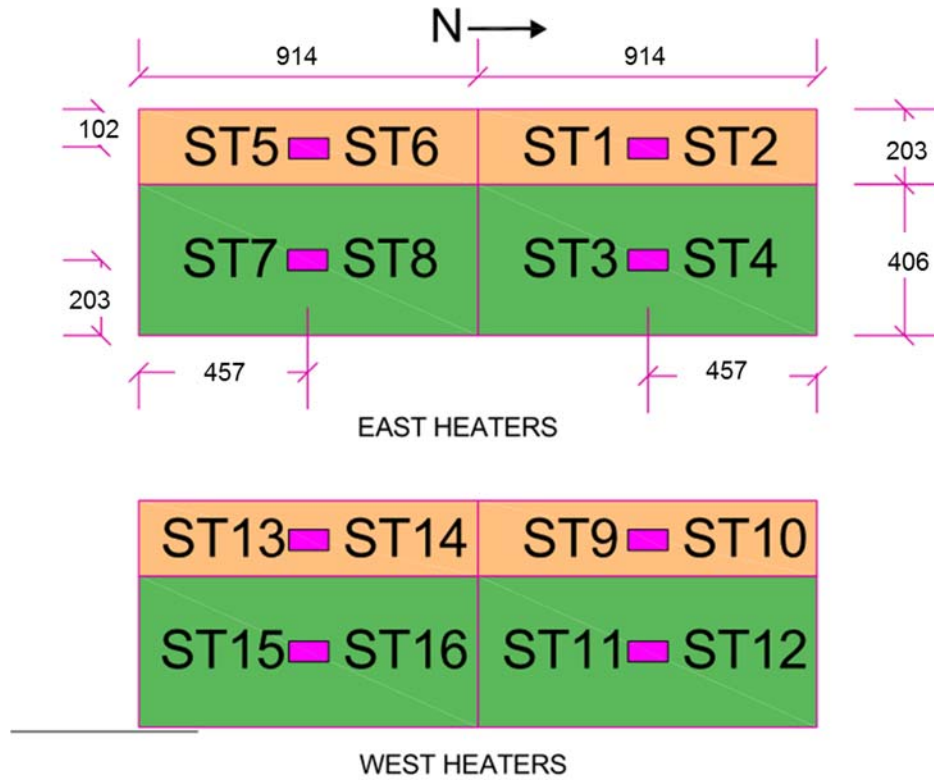 N
914 914
102
ST5 ST6 ST1 ST2
203
ST7 ST8 ST3 ST4
406
203
457 457
EAST HEATERS
ST13 ST14 ST9 ST10
ST15 ST16 ST11 ST12
WEST HEATERS